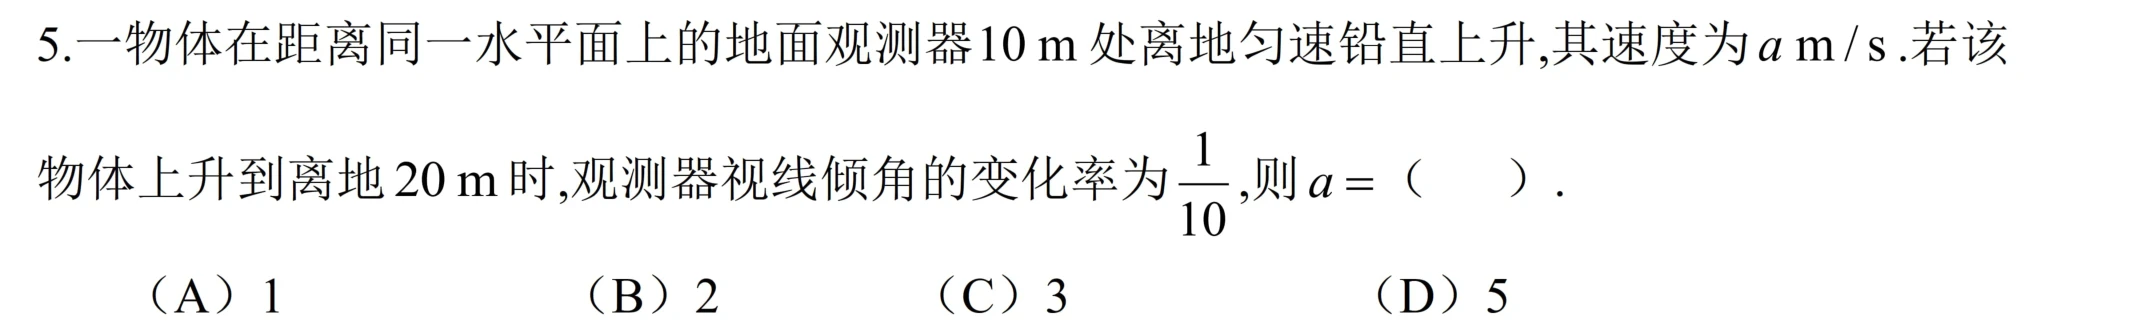 5.一物体在距离同一水平面上的地面观测器10 m 处离地匀速铅直上升,其速度为 a m/s .若该
物体上升到离地 20 m 时,观测器视线倾角的变化率为 1/10 ,则 a = (  ) .
（A）1 （B）2 （C）3 （D）5